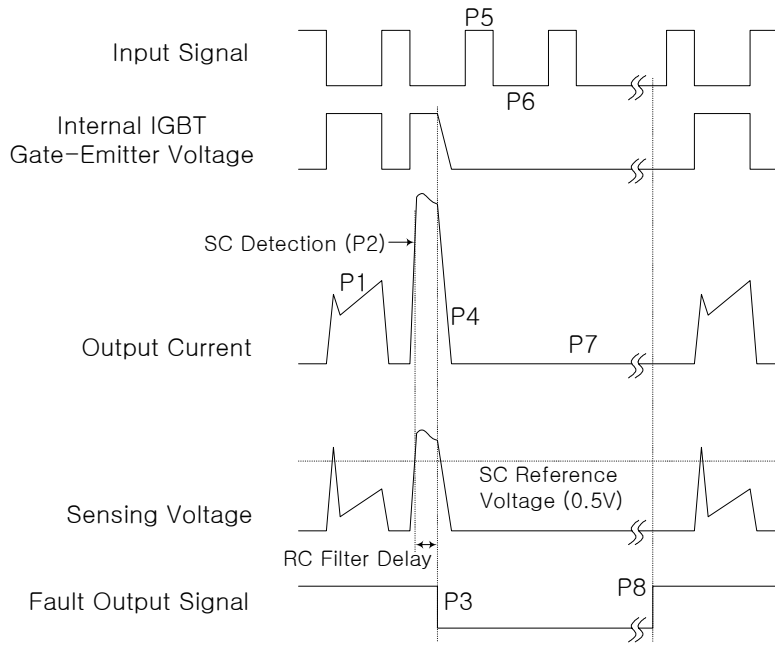 P5
Input Signal
P6
Internal IGBT
Gate-Emitter Voltage
SC Detection (P2)
P1
P4
Output Current
P7
SC Reference
Voltage (0.5V)
Sensing Voltage
RC Filter Delay
Fault Output Signal
P3
P8